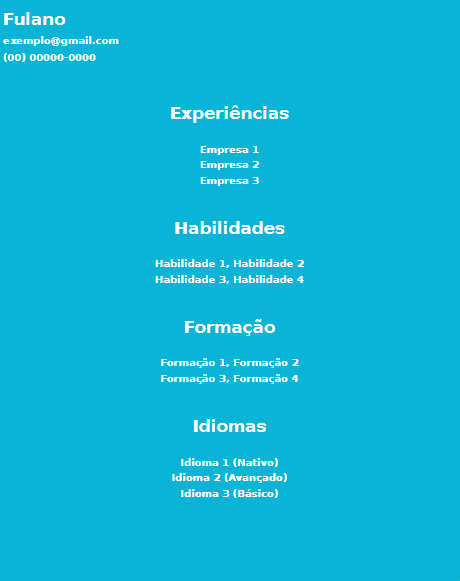 Fulano
exemplo@gmail.com
(00) 00000-0000
Experiências
Empresa 1
Empresa 2
Empresa 3
Habilidades
Habilidade 1, Habilidade 2
Habilidade 3, Habilidade 4
Formação
Formação 1, Formação 2
Formação 3, Formação 4
Idiomas
Idioma 1 (Nativo)
Idioma 2 (Avançado)
Idioma 3 (Básico)